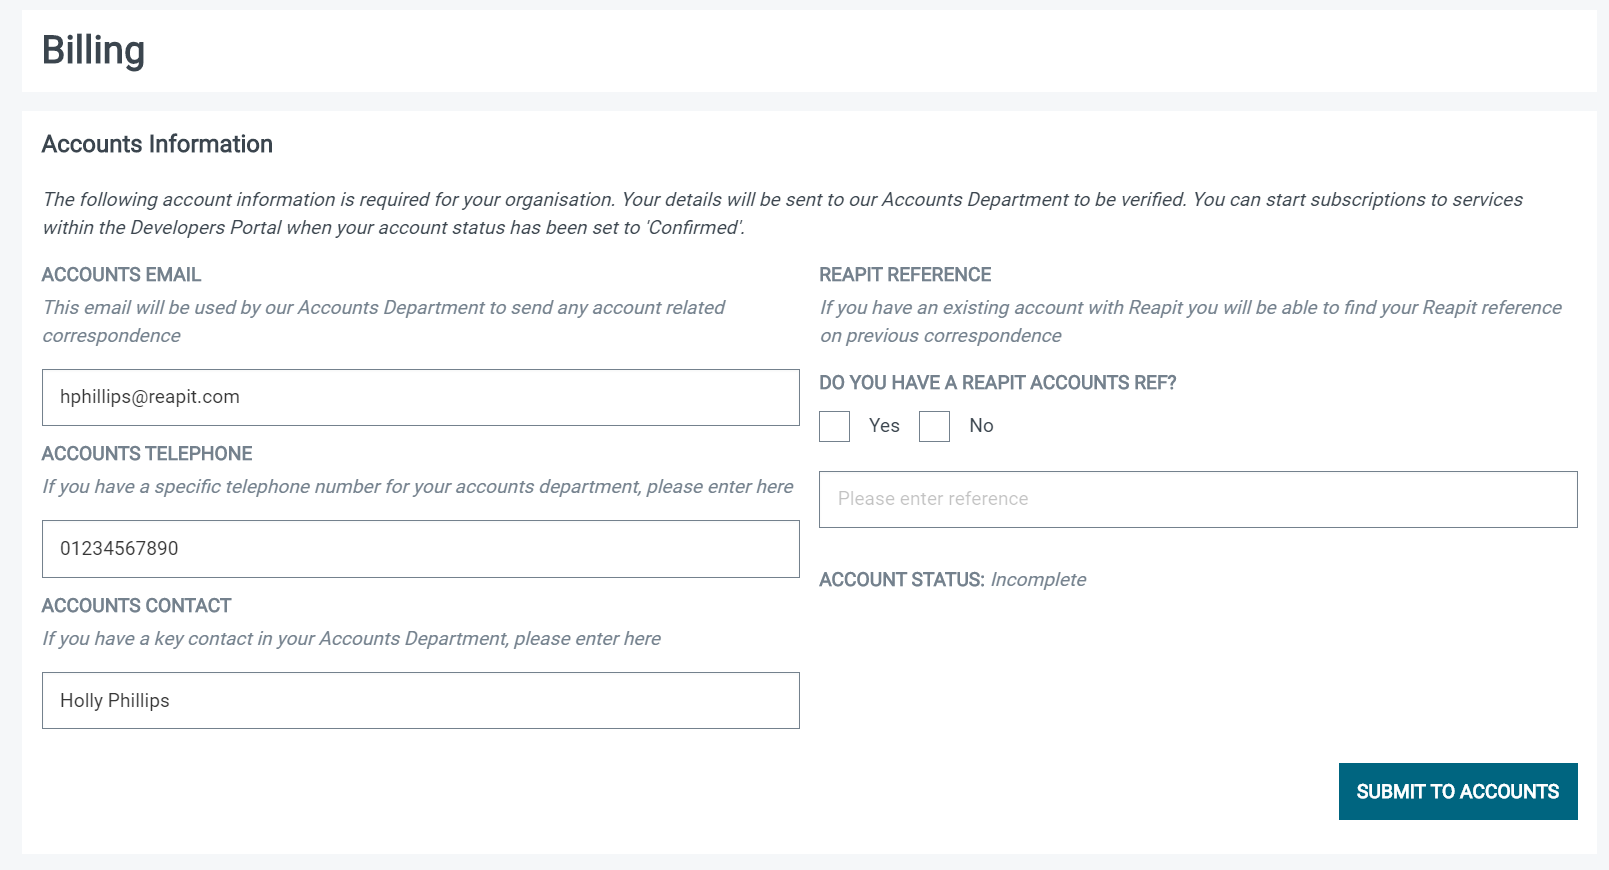 Billing
Accounts Information
The following account information is required for your organisation. Your details will be sent to our Accounts Department to be verified. You can start subscriptions to services
within the Developers Portal when your account status has been set to 'Confirmed'.
ACCOUNTS EMAIL
This email will be used by our Accounts Department to send any account related
correspondence
hphillips@reapit.com
ACCOUNTS TELEPHONE
If you have a specific telephone number for your accounts department, please enter here
01234567890
ACCOUNTS CONTACT
If you have a key contact in your Accounts Department, please enter here
Holly Phillips
REAPIT REFERENCE
If you have an existing account with Reapit you will be able to find your Reapit reference
on previous correspondence
DO YOU HAVE A REAPIT ACCOUNTS REF?
Yes No
Please enter reference
ACCOUNT STATUS: Incomplete
SUBMIT TO ACCOUNTS